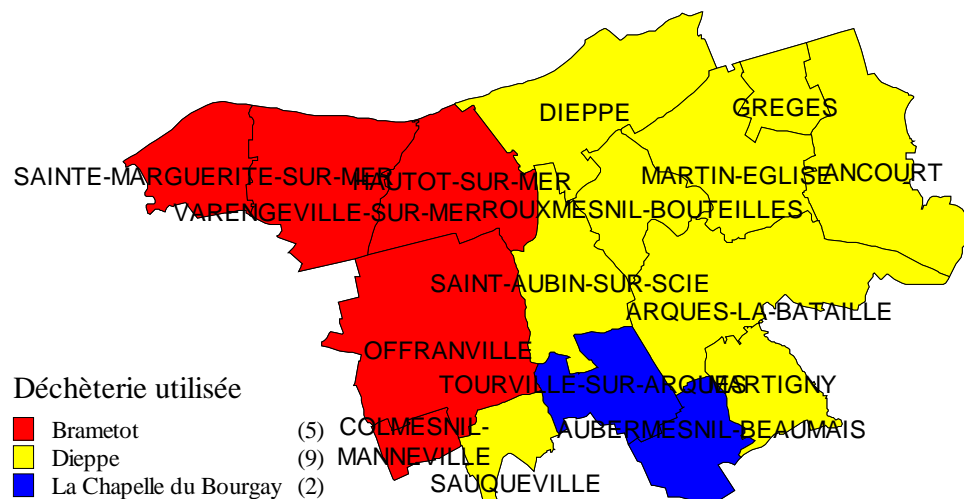 DIEPPE
GREGES
SAINTE-MARGUERITE-SUR-MER
HAUTOT-SUR-MER
MARTIN-EGLISE
ANCOURT
VARENGEVILLE-SUR-MER
ROUXMESNIL-BOUTEILLES
SAINT-AUBIN-SUR-SCIE
ARQUES-LA-BATAILLE
OFFRANVILLE
TOURVILLE-SUR-ARQUES
MARTIGNY
COLMESNIL-
MANNEVILLE
AUBERMESNIL-BEAUMAIS
SAUQUEVILLE
Déchèterie utilisée
Brametot (5)
Dieppe (9)
La Chapelle du Bourgay (2)